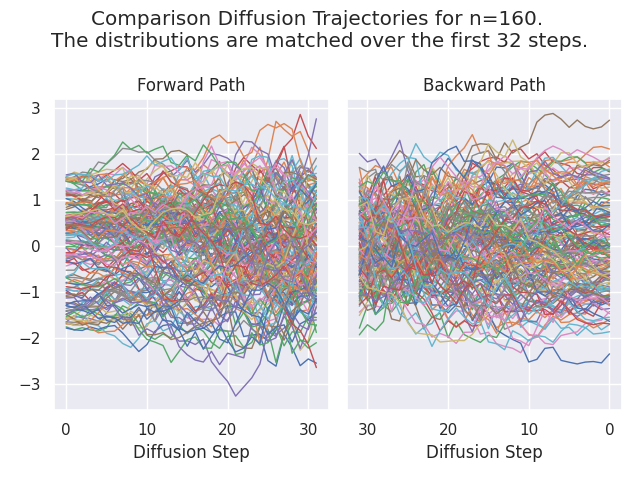 Comparison Diffusion Trajectories for n=160.
The distributions are matched over the first 32 steps.
Forward Path
Backward Path
3
2
1
0
−1
−2
−3
0
10
20
30
30
20
10
0
Diffusion Step
Diffusion Step